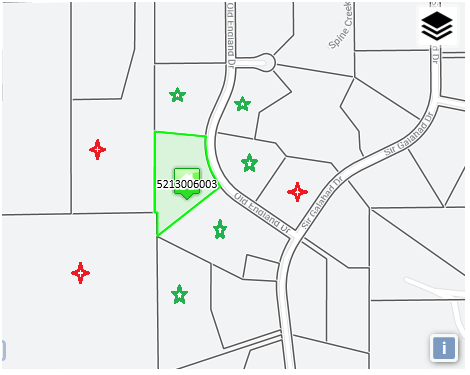 Old England Dr
Spine Creek
Sir Galahad Dr
5213006003
Old England Dr
Sir Galahad Dr
i